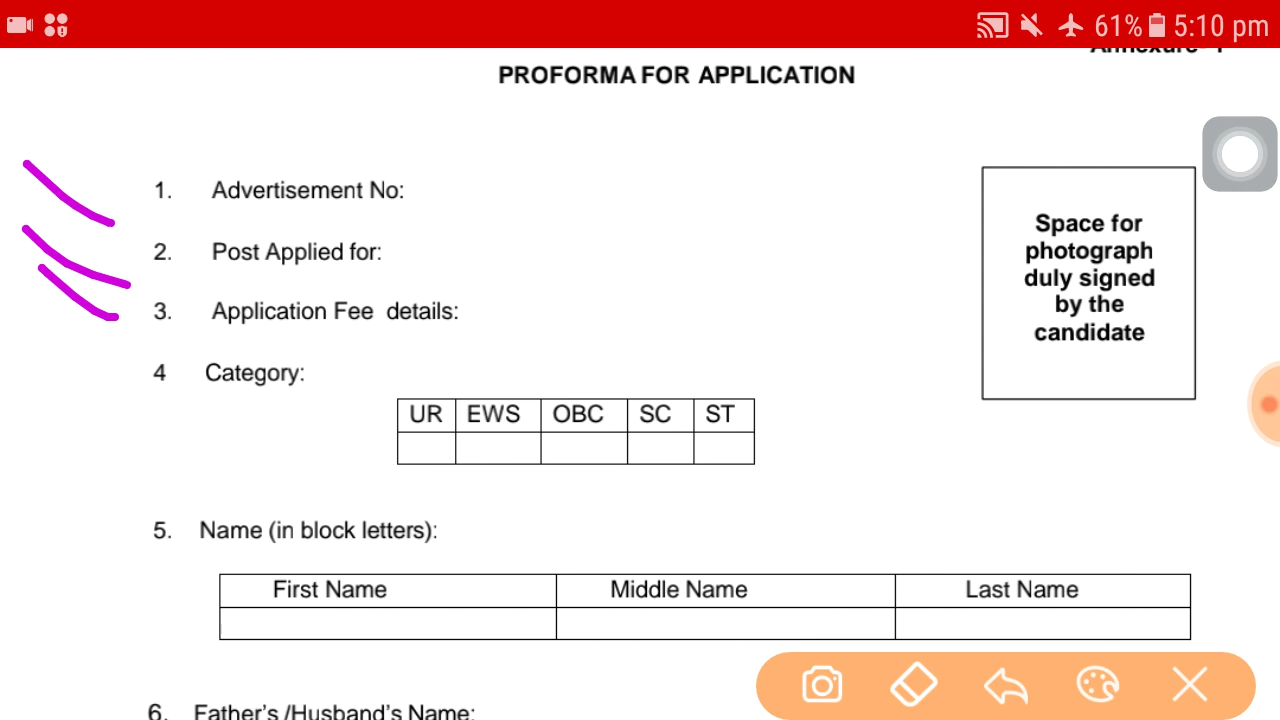 61% 5:10 pm
Annexure-1
PROFORMA FOR APPLICATION
1. Advertisement No:
2. Post Applied for:
3. Application Fee details:
Space for
photograph
duly signed
by the
candidate
4 Category:
UR EWS OBC SC ST
5. Name (in block letters):
First Name Middle Name Last Name
6. Father's /Husband's Name: